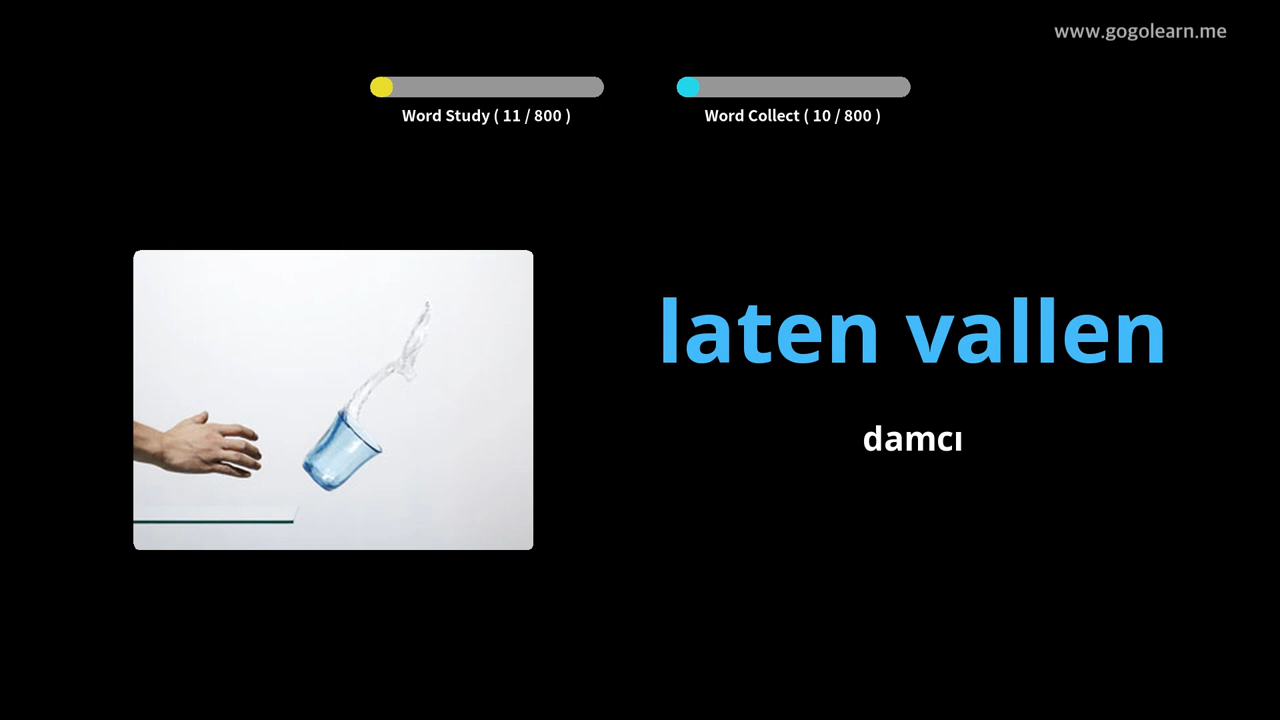 www.gogolearn.me
Word Study ( 11 / 800 )
Word Collect ( 10 / 800 )
laten vallen
damcı